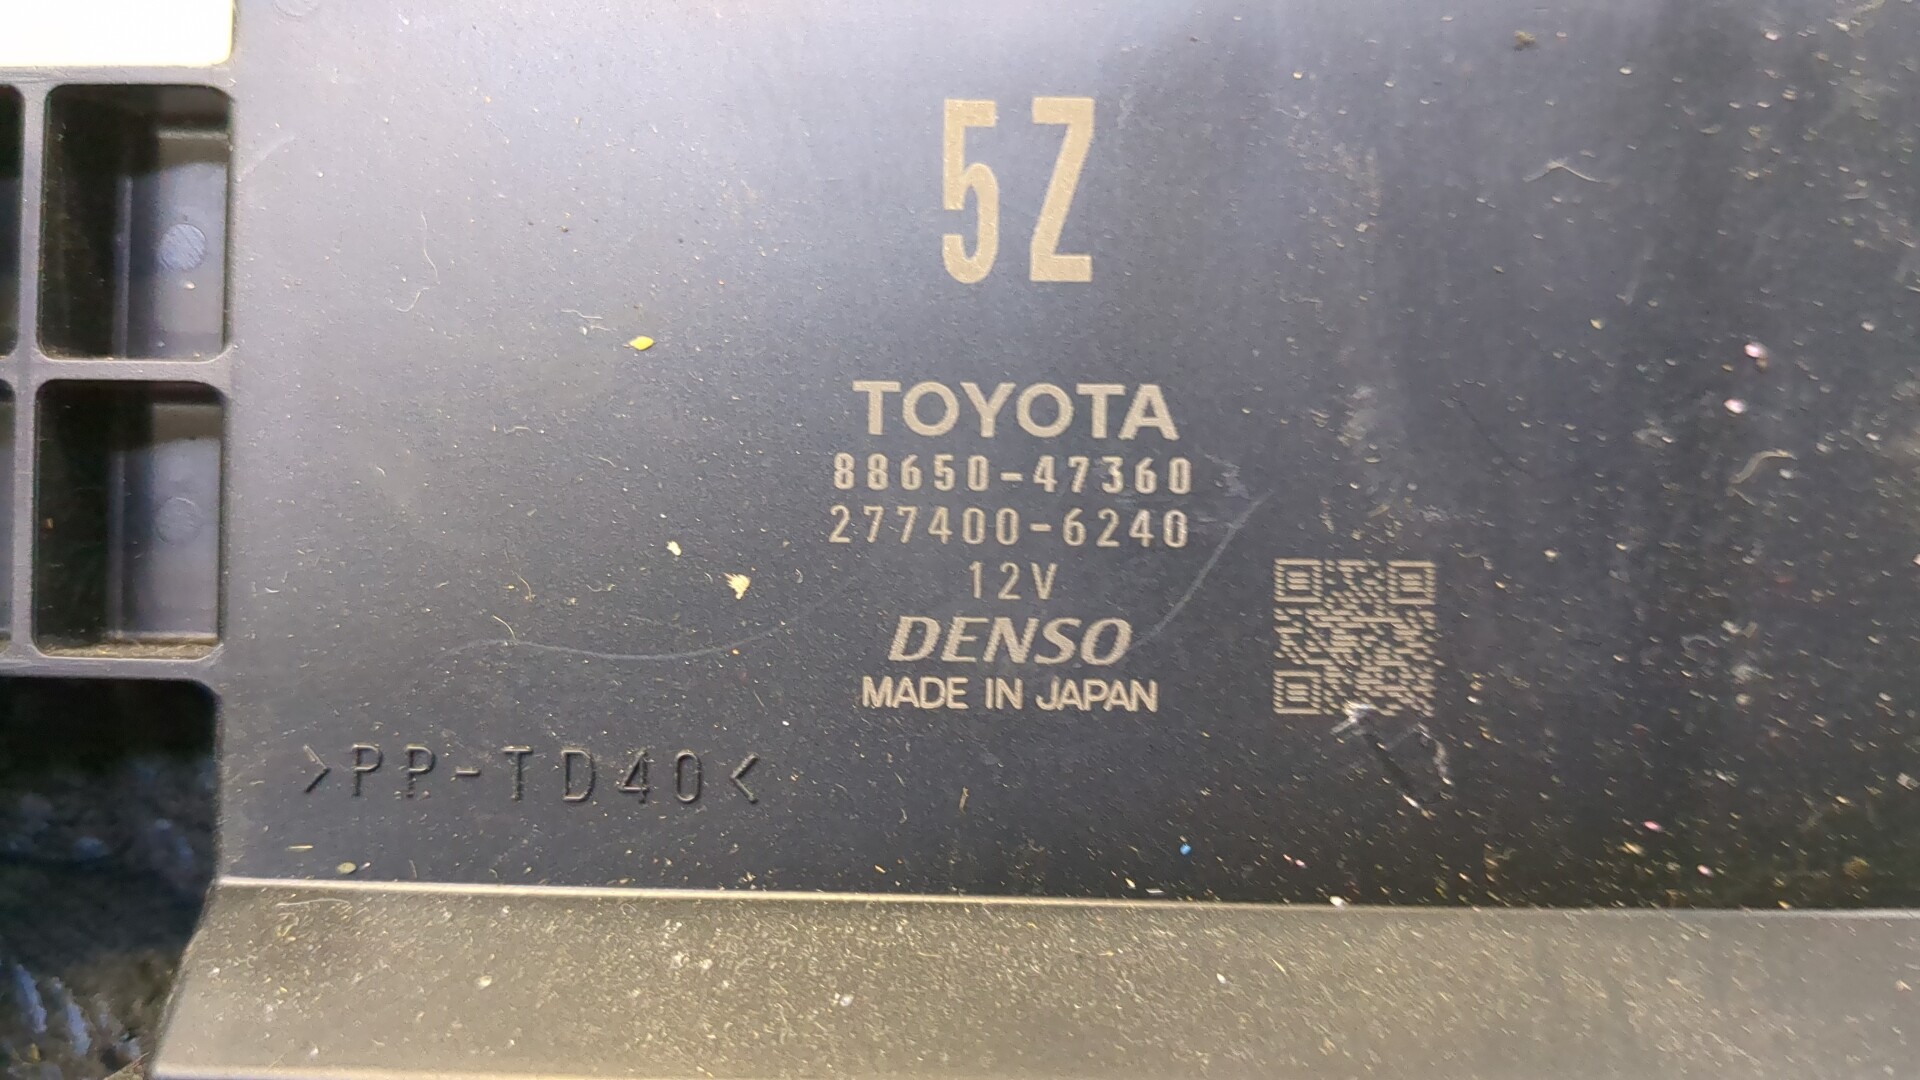 5Z
TOYOTA
88650-47360
277400-6240
12V
DENSO
MADE IN JAPAN
>PP-TD40<